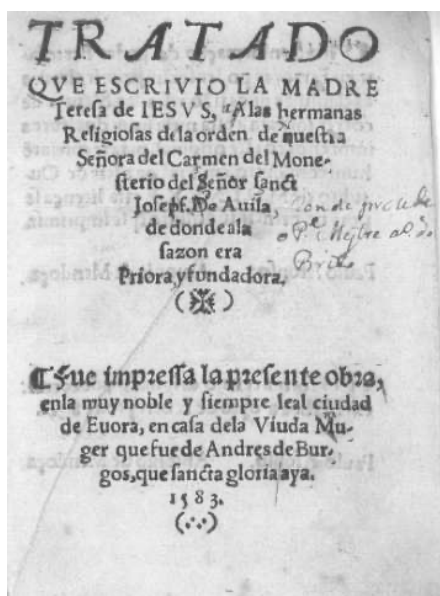 TRATADO
QVE ESCRIVIO LA MADRE
Teresa de IESVS, A las hermanas
Religiosas dela orden de nuestra
Señora del Carmen del Mone-
sterio del Señor sanct
Joseph. De Auila,
de donde ala
sazon era
Priora y fundadora,
Fue impressa la presente obra,
enla muy noble y siempre leal ciudad
de Euora, en casa dela Viuda Mu-
ger que fue de Andres de Bur-
gos, que sancta gloria aya.
1583.